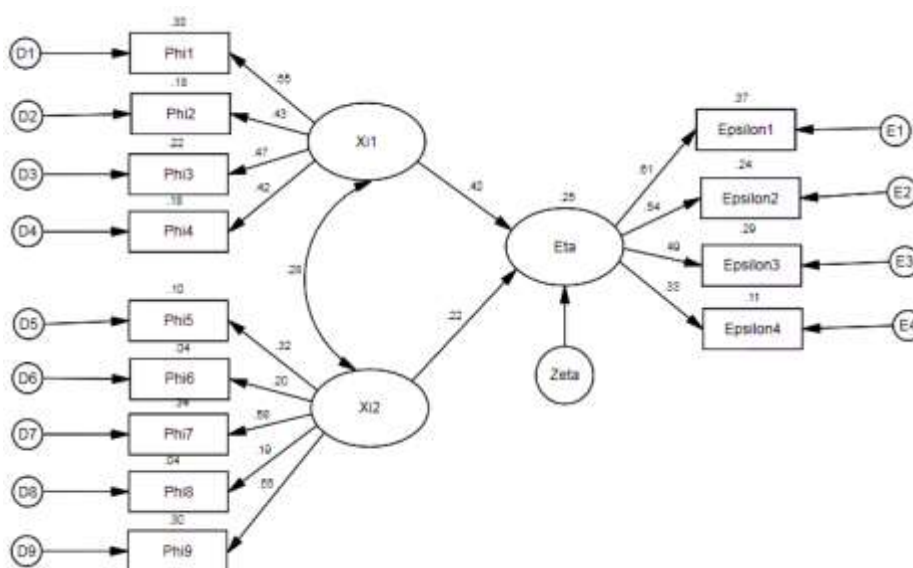 .30
D1
Phi1
.55
.18
D2
Phi2
.43
.22
D3
Phi3
.47
.18
D4
Phi4
.42
Xi1
.28
.42
.10
D5
Phi5
.32
.04
D6
Phi6
.20
D7
Phi7
.04
D8
Phi8
.19
.30
D9
Phi9
.55
Xi2
.22
.25
Eta
Zeta
.37
.61
Epsilon1
E1
.24
.54
Epsilon2
E2
.29
.49
Epsilon3
E3
.11
.33
Epsilon4
E4